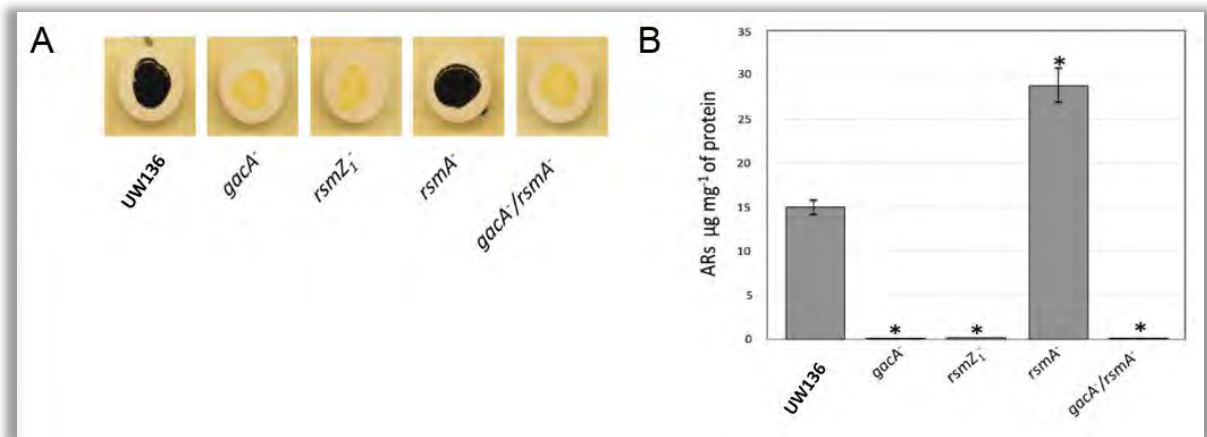 A
UW136
gacA⁻
rsmZ₁⁻
rsmA⁻
gacA⁻/rsmA⁻
B
ARs µg mg⁻¹ of protein
35
30
25
20
15
10
5
0
*
*
*
*
UW136
gacA⁻
rsmZ₁⁻
rsmA⁻
gacA⁻/rsmA⁻